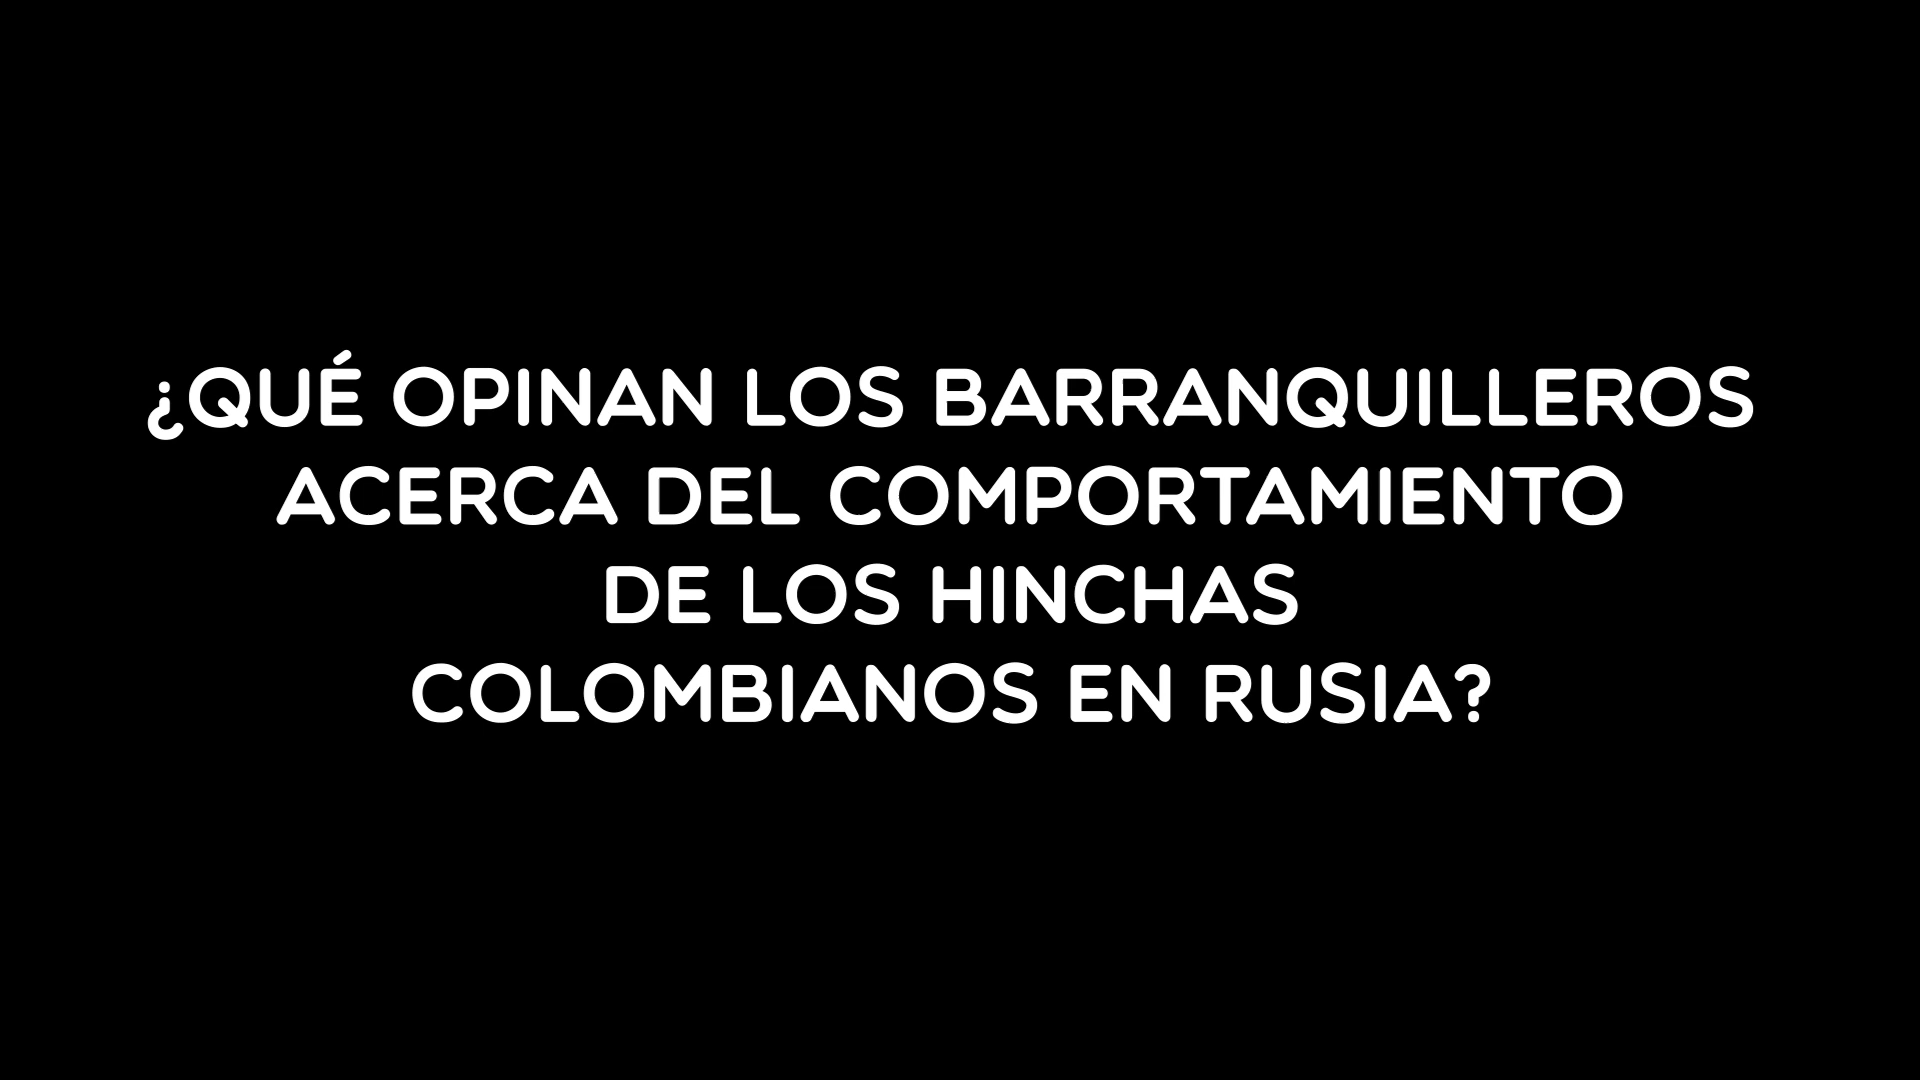 ¿QUÉ OPINAN LOS BARRANQUILLEROS
ACERCA DEL COMPORTAMIENTO
DE LOS HINCHAS
COLOMBIANOS EN RUSIA?